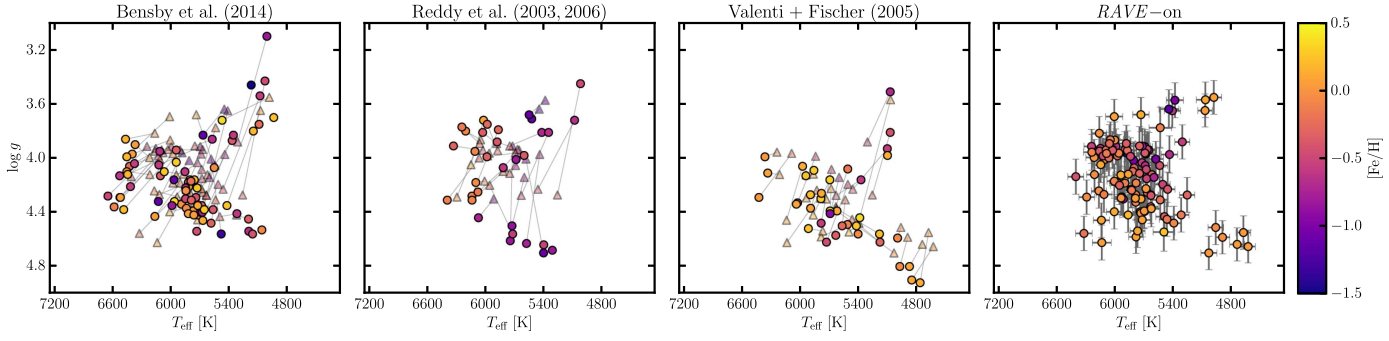 Bensby et al. (2014)
Reddy et al. (2003, 2006)
Valenti + Fischer (2005)
RAVE−on
log g
3.2
3.6
4.0
4.4
4.8
7200 6600 6000 5400 4800
7200 6600 6000 5400 4800
7200 6600 6000 5400 4800
7200 6600 6000 5400 4800
Teff [K]
Teff [K]
Teff [K]
Teff [K]
0.5
0.0
−0.5
−1.0
−1.5
[Fe/H]